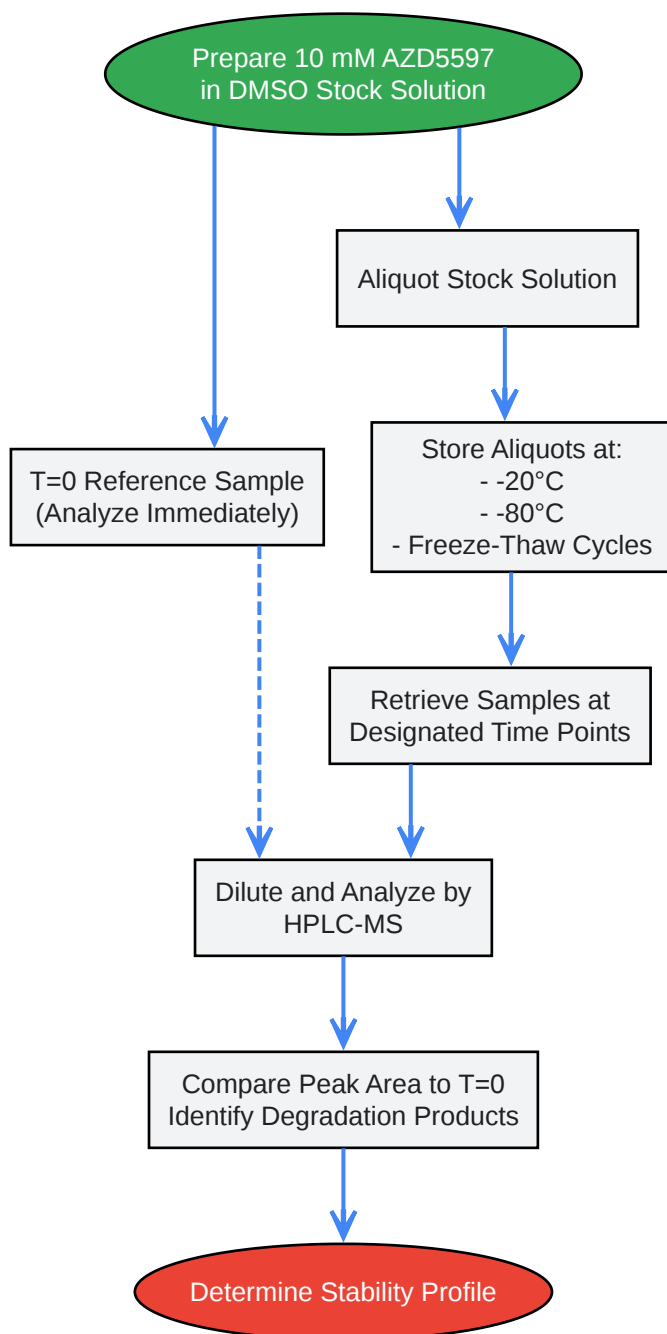 Prepare 10 mM AZD5597
in DMSO Stock Solution
Aliquot Stock Solution
Store Aliquots at:
- -20°C
- -80°C
- Freeze-Thaw Cycles
T=0 Reference Sample
(Analyze Immediately)
Retrieve Samples at
Designated Time Points
Dilute and Analyze by
HPLC-MS
Compare Peak Area to T=0
Identify Degradation Products
Determine Stability Profile